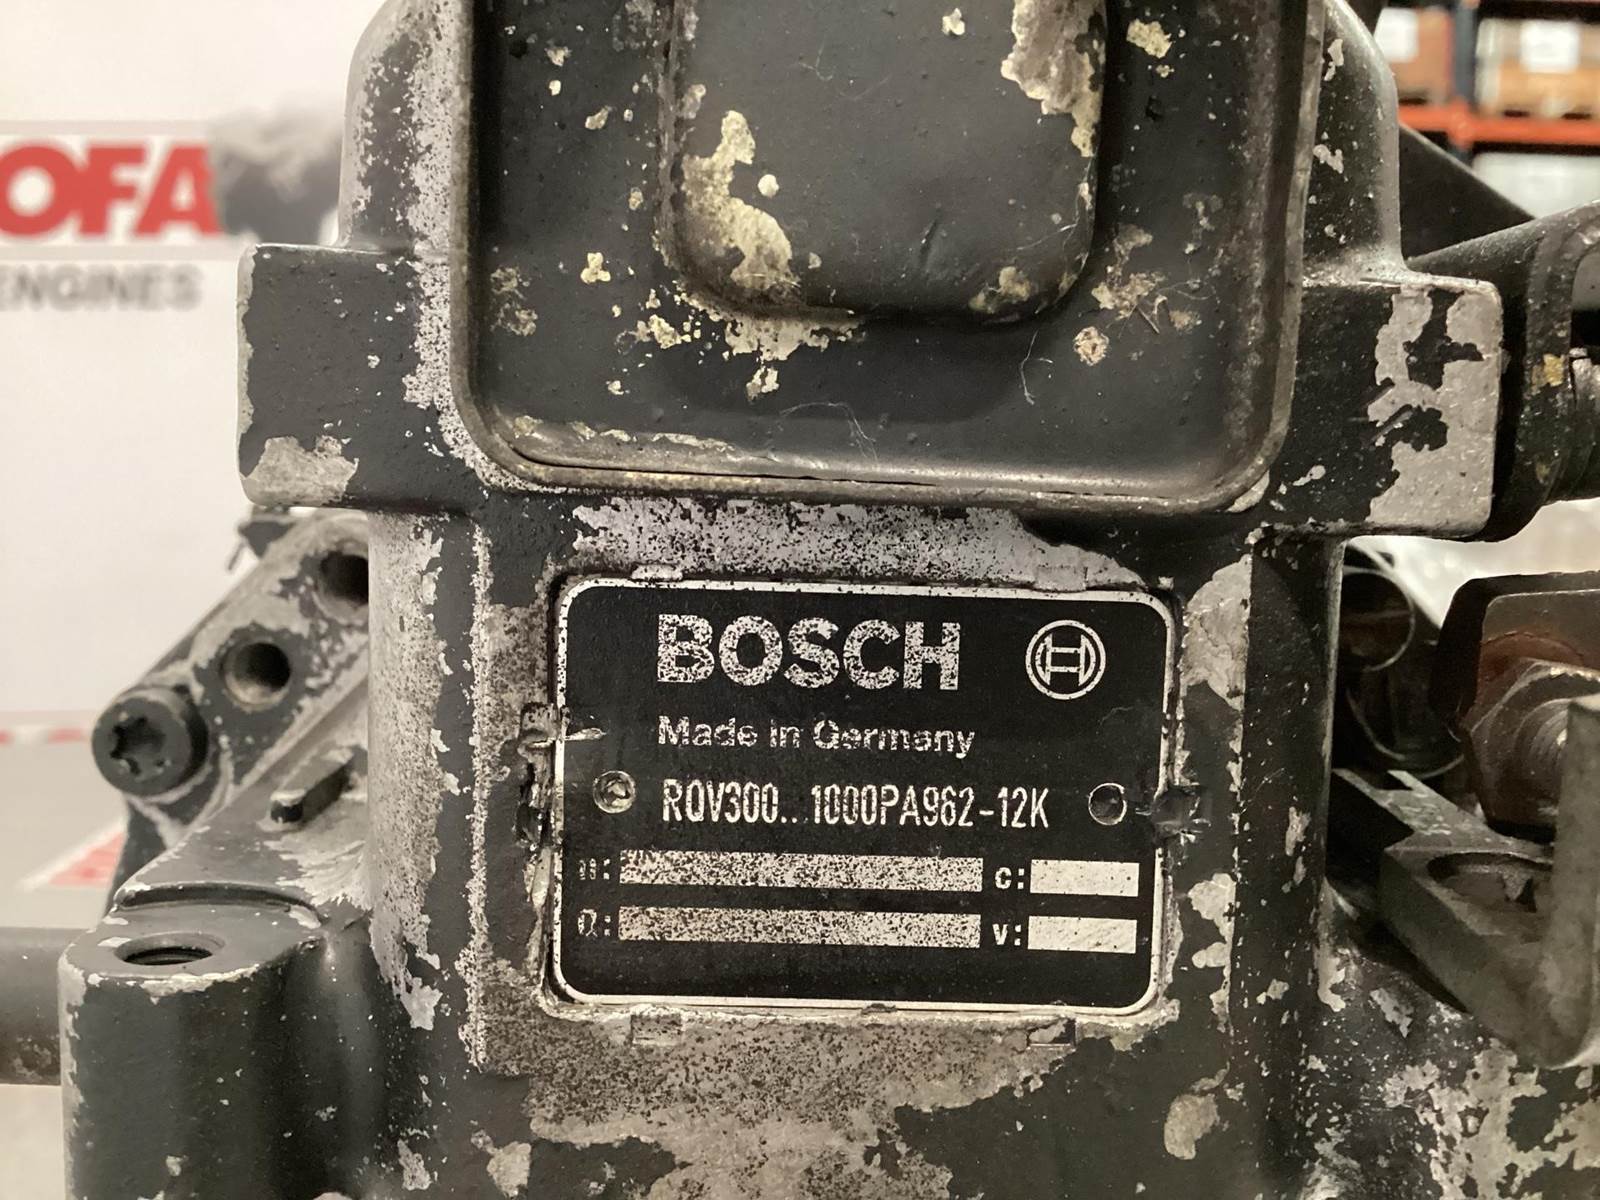 OFA
ENGINES
BOSCH
Made in Germany
RQV300.. 1000PA962-12K
n: c:
α: v: